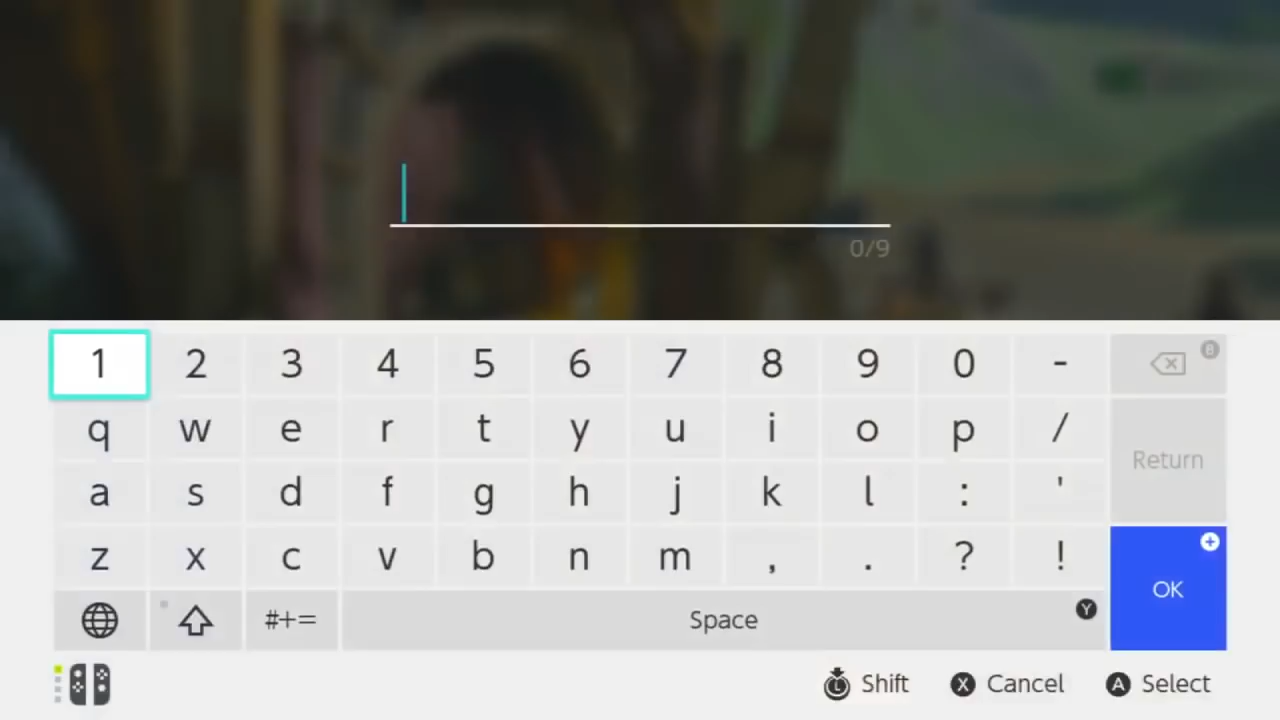 0/9
1 2 3 4 5 6 7 8 9 0 -
q w e r t y u i o p /
Return
a s d f g h j k l : '
z x c v b n m , . ? !
OK
#+= Space Y
L Shift X Cancel A Select